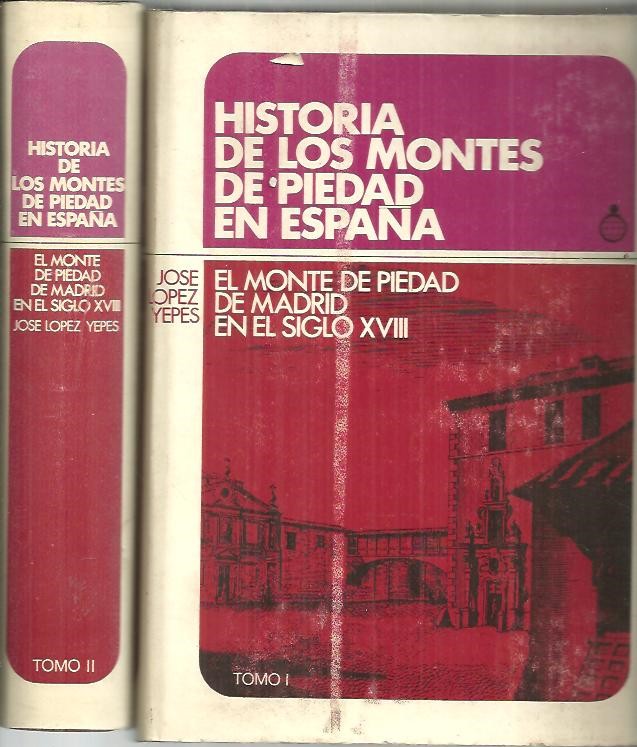 HISTORIA
DE
LOS MONTES
DE PIEDAD
EN ESPAÑA
EL MONTE
DE PIEDAD
DE MADRID
EN EL SIGLO XVIII
JOSE LOPEZ YEPES
TOMO II
HISTORIA
DE LOS MONTES
DE PIEDAD
EN ESPAÑA
JOSE
LOPEZ
YEPES
EL MONTE DE PIEDAD
DE MADRID
EN EL SIGLO XVIII
TOMO I